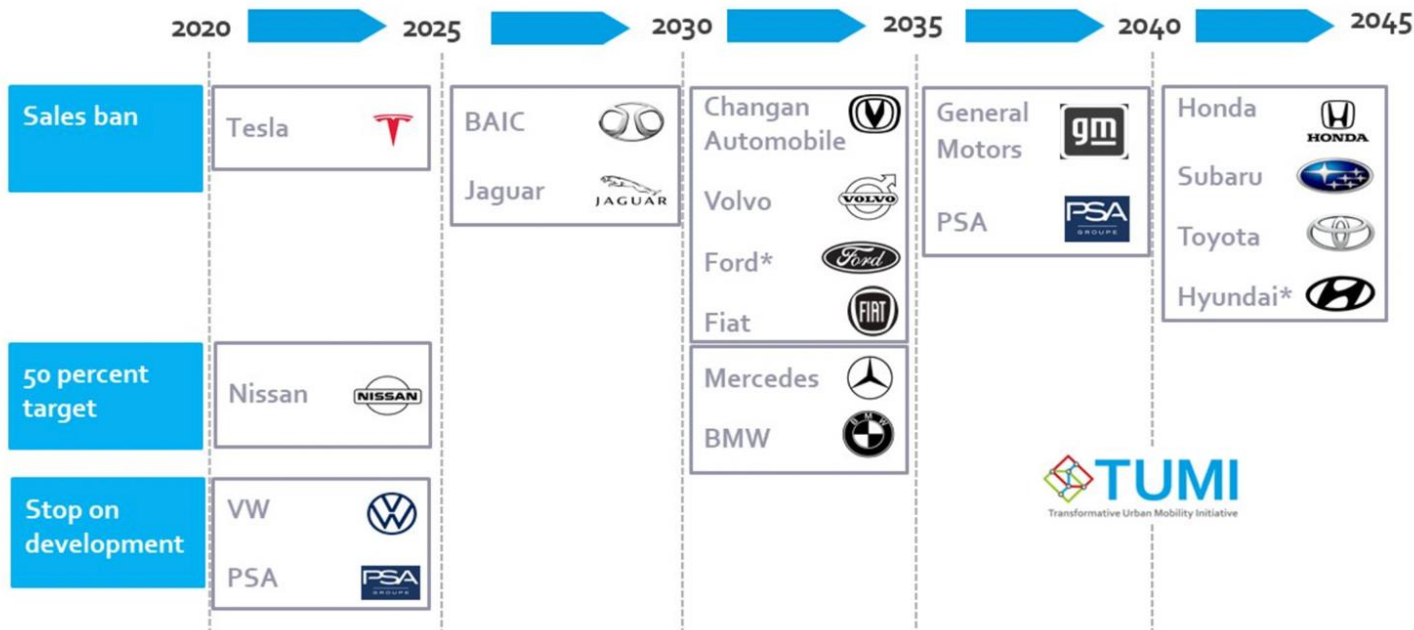 2020 2025 2030 2035 2040 2045
Sales ban
Tesla
BAIC
Jaguar
JAGUAR
Changan
Automobile
Volvo
VOLVO
Ford*
Ford
Fiat
FIAT
General
Motors
gm
PSA
PSA
GROUPE
Honda
HONDA
Subaru
Toyota
Hyundai*
50 percent
target
Nissan
NISSAN
Mercedes
BMW
BMW
Stop on
development
VW
PSA
PSA
GROUPE
TUMI
Transformative Urban Mobility Initiative